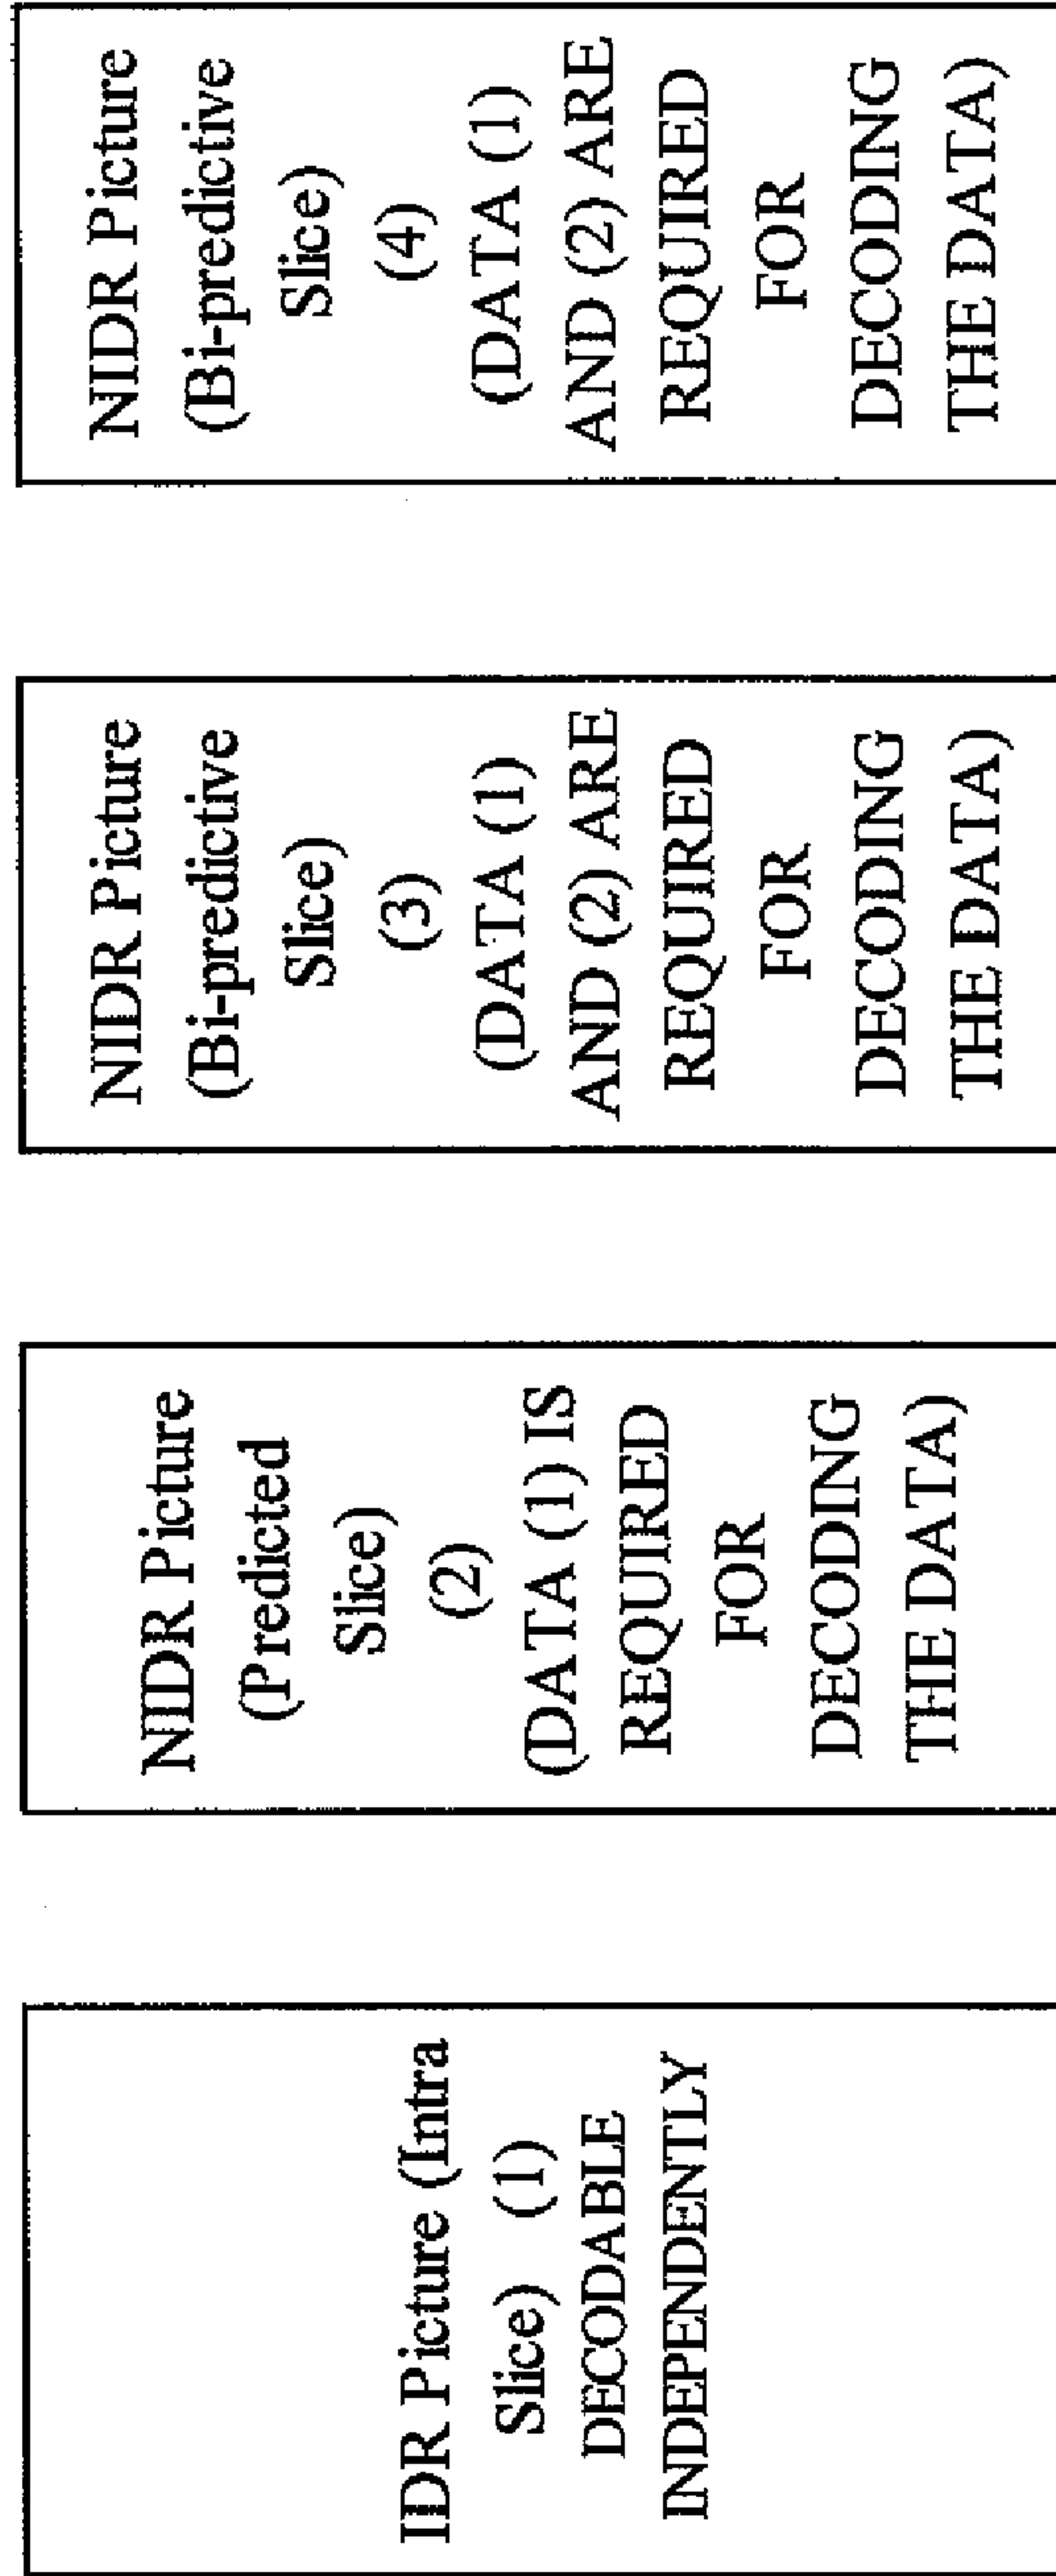 IDR Picture (Intra
Slice) (1)
DECODABLE
INDEPENDENTLY
NIDR Picture
(Predicted
Slice)
(2)
(DATA (1) IS
REQUIRED
FOR
DECODING
THE DATA)
NIDR Picture
(Bi-predictive
Slice)
(3)
(DATA (1)
AND (2) ARE
REQUIRED
FOR
DECODING
THE DATA)
NIDR Picture
(Bi-predictive
Slice)
(4)
(DATA (1)
AND (2) ARE
REQUIRED
FOR
DECODING
THE DATA)